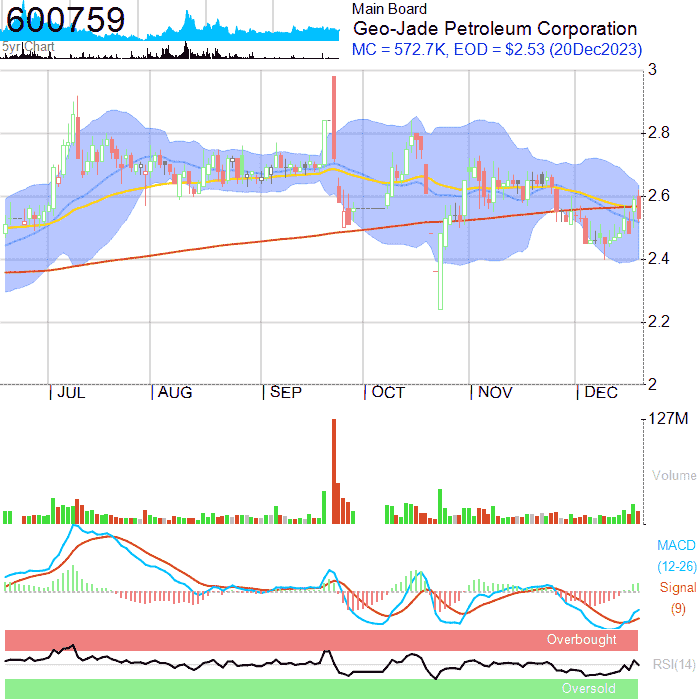 600759
5yr Chart
Main Board
Geo-Jade Petroleum Corporation
MC = 572.7K, EOD = $2.53 (20Dec2023)
3
2.8
2.6
2.4
2.2
2
JUL AUG SEP OCT NOV DEC
127M
Volume
MACD
(12-26)
Signal
(9)
Overbought
RSI(14)
Oversold